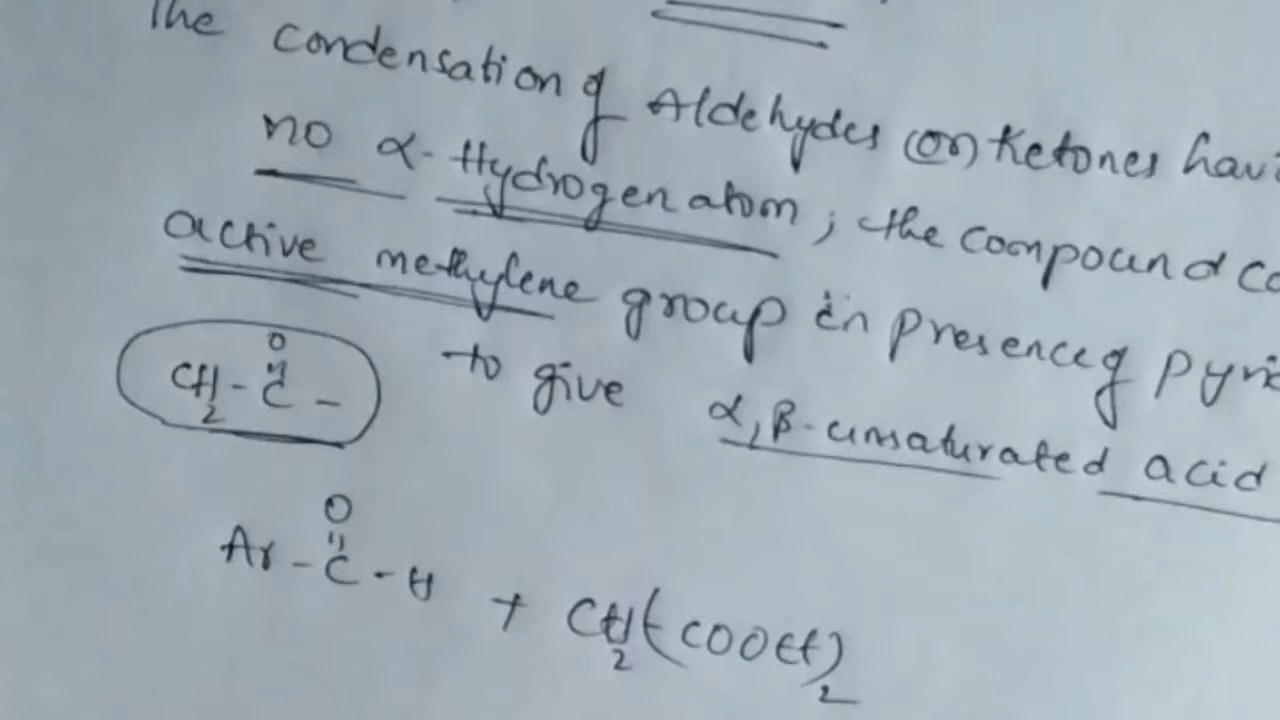 The condensation of Aldehydes (or) Ketones havi
no α-Hydrogen atom, the compound co
active methylene group in presence of pyri
to give α,β-unsaturated acid
O
CH2-C-
O
Ar-C-H + CH2(COOEt)2